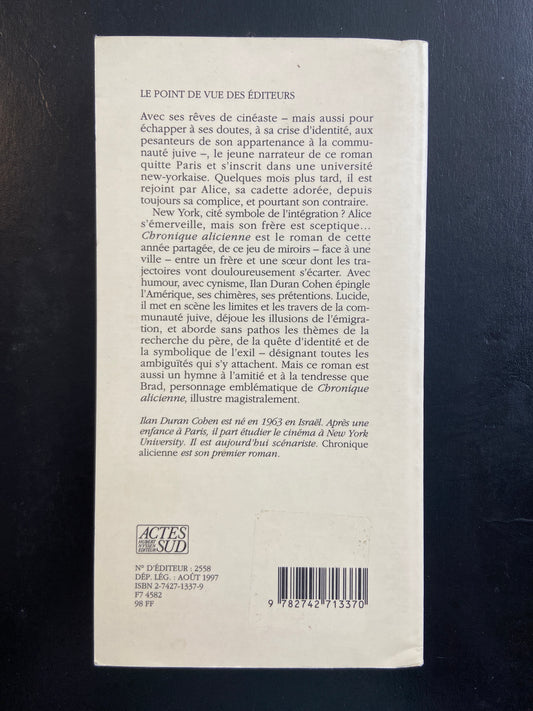 LE POINT DE VUE DES ÉDITEURS
Avec ses rêves de cinéaste – mais aussi pour
échapper à ses doutes, à sa crise d'identité, aux
pesanteurs de son appartenance à la commu-
nauté juive –, le jeune narrateur de ce roman
quitte Paris et s'inscrit dans une université
new-yorkaise. Quelques mois plus tard, il est
rejoint par Alice, sa cadette adorée, depuis
toujours sa complice, et pourtant son contraire.
New York, cité symbole de l'intégration ? Alice
s'émerveille, mais son frère est sceptique...
Chronique alicienne est le roman de cette
année partagée, de ce jeu de miroirs – face à une
ville – entre un frère et une sœur dont les tra-
jectoires vont douloureusement s'écarter. Avec
humour, avec cynisme, Ilan Duran Cohen épingle
l'Amérique, ses chimères, ses prétentions. Lucide,
il met en scène les limites et les travers de la com-
munauté juive, déjoue les illusions de l'émigra-
tion, et aborde sans pathos les thèmes de la
recherche du père, de la quête d'identité et de
la symbolique de l'exil – désignant toutes les
ambiguïtés qui s'y attachent. Mais ce roman est
aussi un hymne à l'amitié et à la tendresse que
Brad, personnage emblématique de Chronique
alicienne, illustre magistralement.
Ilan Duran Cohen est né en 1963 en Israël. Après une
enfance à Paris, il part étudier le cinéma à New York
University. Il est aujourd'hui scénariste. Chronique
alicienne est son premier roman.
ACTES
HUBERT
NYSSEN
ÉDITEUR
SUD
N° D'ÉDITEUR : 2558
DÉP. LÉG. : AOÛT 1997
ISBN 2-7427-1337-9
F7 4582
98 FF
9 782742 713370